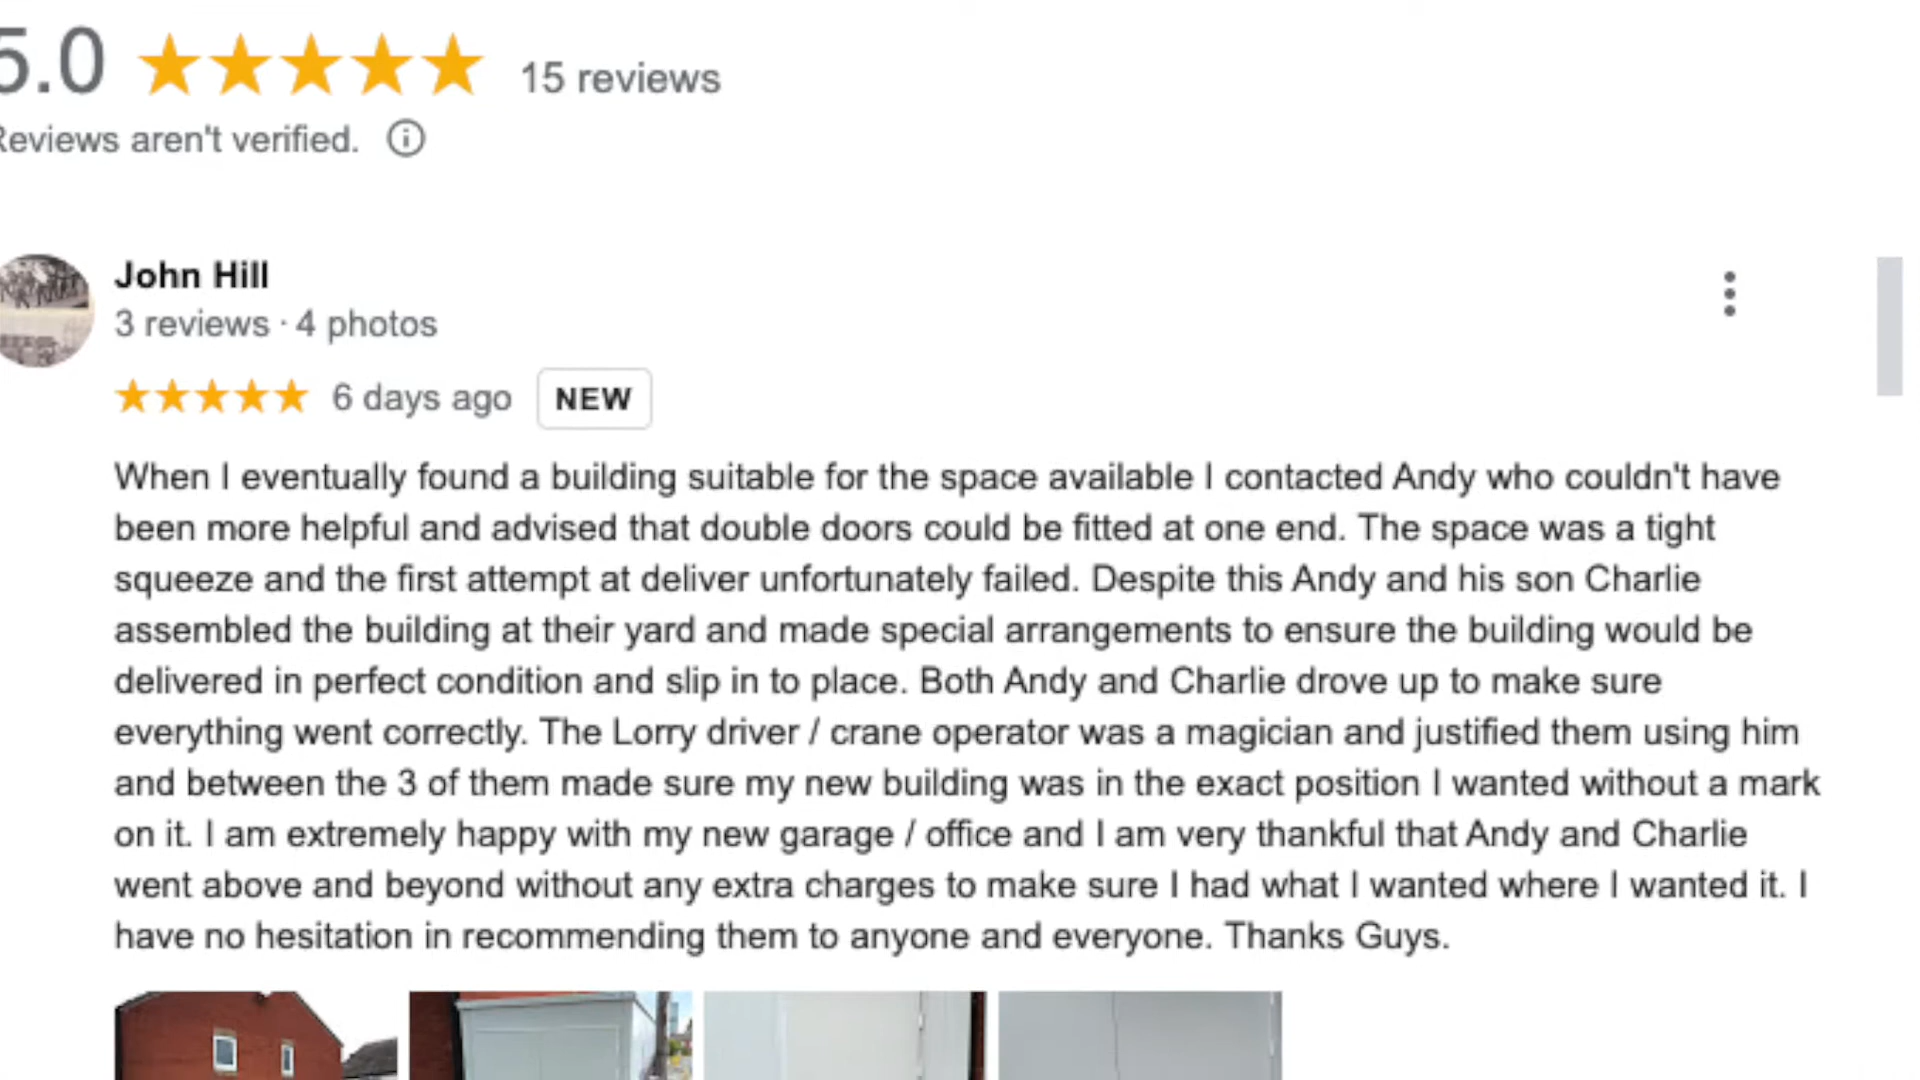 5.0 15 reviews
Reviews aren't verified.
John Hill
3 reviews · 4 photos
6 days ago NEW
When I eventually found a building suitable for the space available I contacted Andy who couldn't have
been more helpful and advised that double doors could be fitted at one end. The space was a tight
squeeze and the first attempt at deliver unfortunately failed. Despite this Andy and his son Charlie
assembled the building at their yard and made special arrangements to ensure the building would be
delivered in perfect condition and slip in to place. Both Andy and Charlie drove up to make sure
everything went correctly. The Lorry driver / crane operator was a magician and justified them using him
and between the 3 of them made sure my new building was in the exact position I wanted without a mark
on it. I am extremely happy with my new garage / office and I am very thankful that Andy and Charlie
went above and beyond without any extra charges to make sure I had what I wanted where I wanted it. I
have no hesitation in recommending them to anyone and everyone. Thanks Guys.